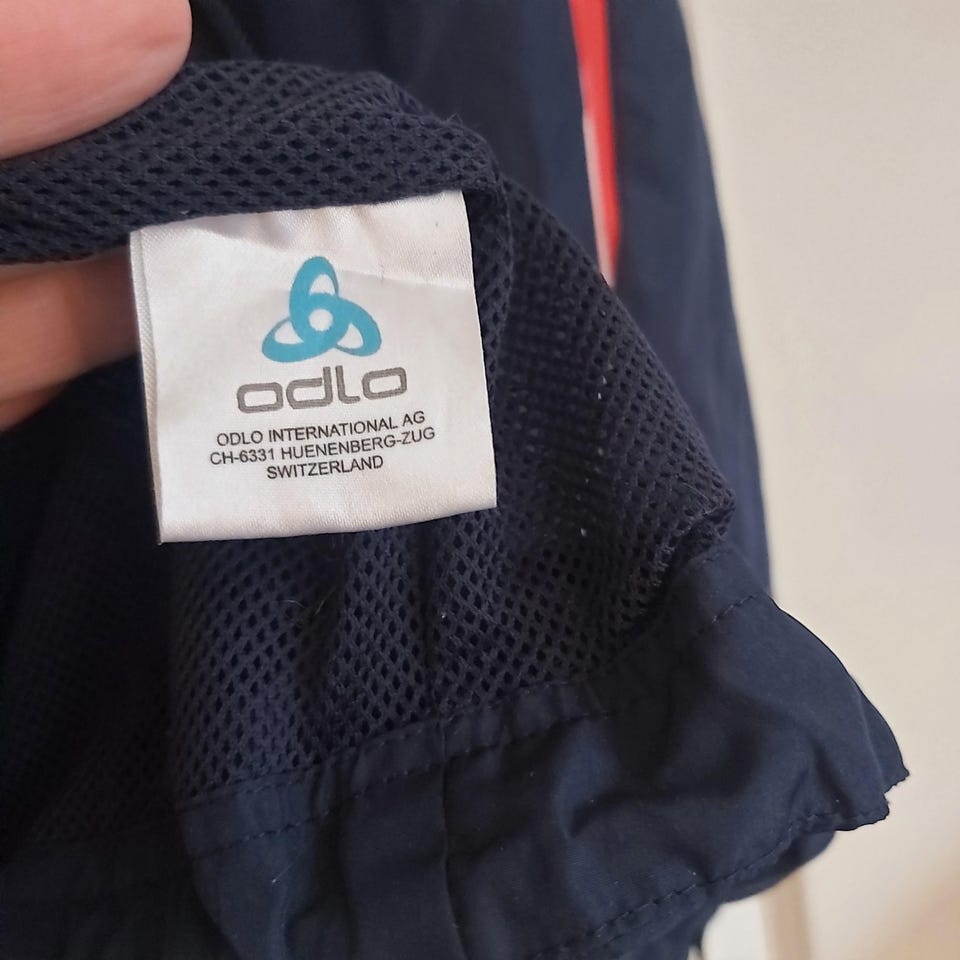 odlo
ODLO INTERNATIONAL AG
CH-6331 HUENENBERG-ZUG
SWITZERLAND